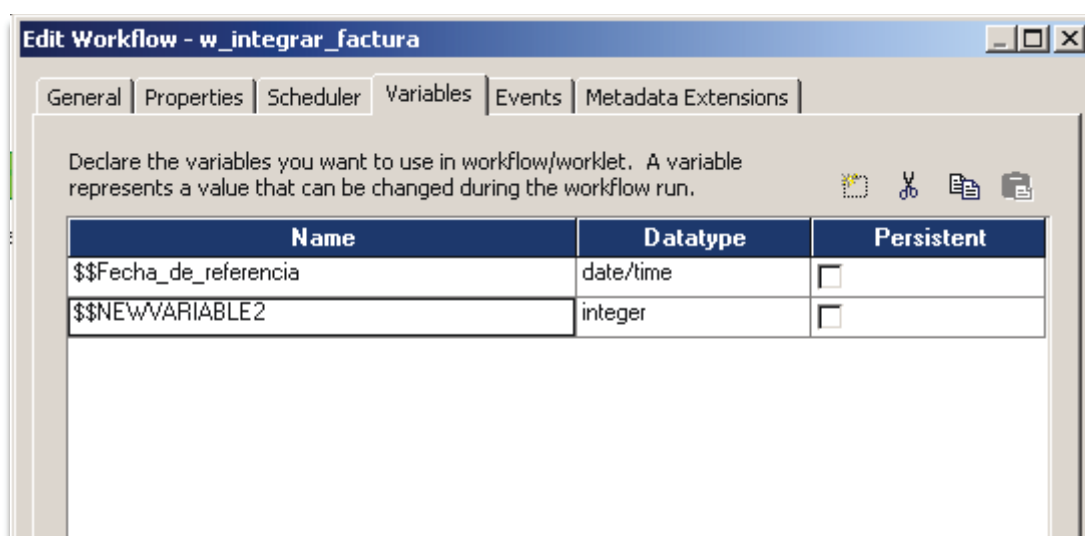 Edit Workflow - w_integrar_factura
General Properties Scheduler Variables Events Metadata Extensions
Declare the variables you want to use in workflow/worklet. A variable
represents a value that can be changed during the workflow run.
Name Datatype Persistent
$$Fecha_de_referencia date/time
$$NEWVARIABLE2 integer